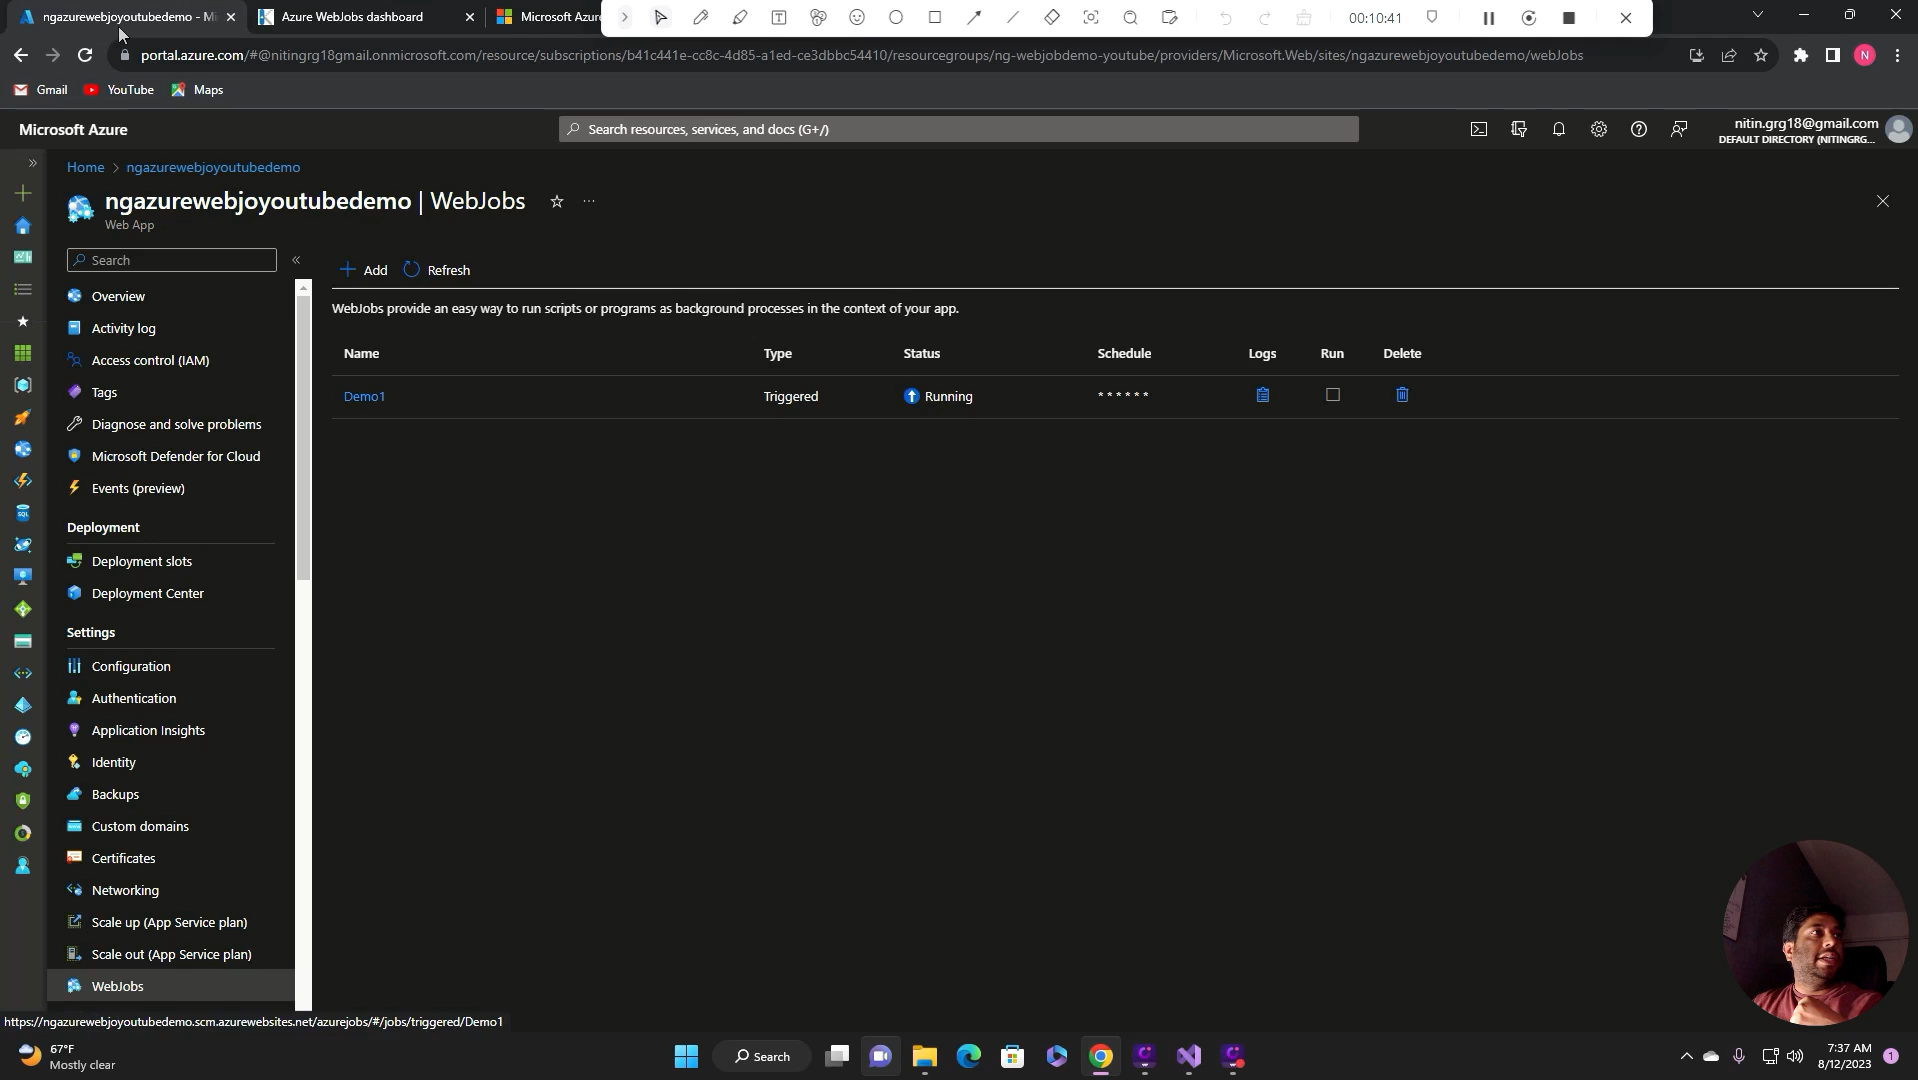 ngazurewebjoyoutubedemo - Mi
Azure WebJobs dashboard
Microsoft Azur
00:10:41
portal.azure.com/#@nitingrg18gmail.onmicrosoft.com/resource/subscriptions/b41c441e-cc8c-4d85-a1ed-ce3dbbc54410/resourcegroups/ng-webjobdemo-youtube/providers/Microsoft.Web/sites/ngazurewebjoyoutubedemo/webJobs
N
Gmail
YouTube
Maps
Microsoft Azure
Search resources, services, and docs (G+/)
nitin.grg18@gmail.com
DEFAULT DIRECTORY (NITINGRG...
Home > ngazurewebjoyoutubedemo
ngazurewebjoyoutubedemo | WebJobs
Web App
Search
Add
Refresh
Overview
Activity log
Access control (IAM)
Tags
Diagnose and solve problems
Microsoft Defender for Cloud
Events (preview)
Deployment
Deployment slots
Deployment Center
Settings
Configuration
Authentication
Application Insights
Identity
Backups
Custom domains
Certificates
Networking
Scale up (App Service plan)
Scale out (App Service plan)
WebJobs
WebJobs provide an easy way to run scripts or programs as background processes in the context of your app.
Name Type Status Schedule Logs Run Delete
Demo1 Triggered Running * * * * * *
https://ngazurewebjoyoutubedemo.scm.azurewebsites.net/azurejobs/#/jobs/triggered/Demo1
67°F
Mostly clear
Search
7:37 AM
8/12/2023
1